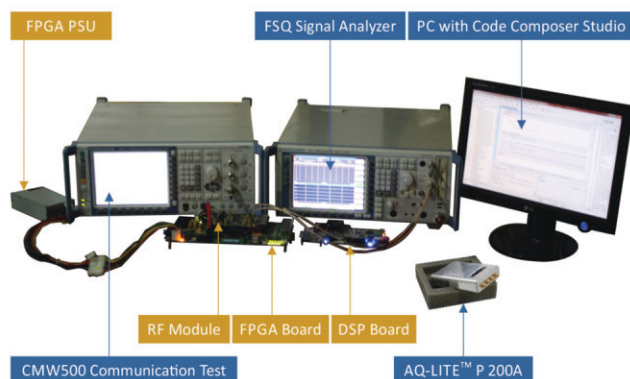 FPGA PSU
FSQ Signal Analyzer
PC with Code Composer Studio
RF Module
FPGA Board
DSP Board
CMW500 Communication Test
AQ-LITE™ P 200A